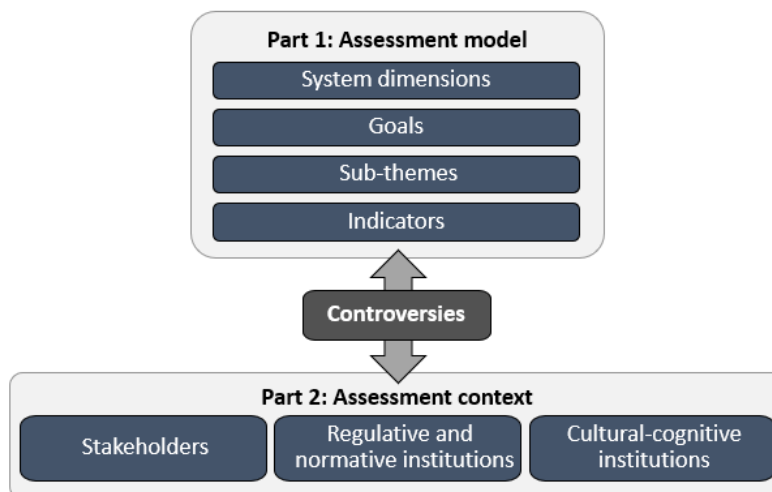 Part 1: Assessment model
System dimensions
Goals
Sub-themes
Indicators
Controversies
Part 2: Assessment context
Stakeholders
Regulative and
normative institutions
Cultural-cognitive
institutions